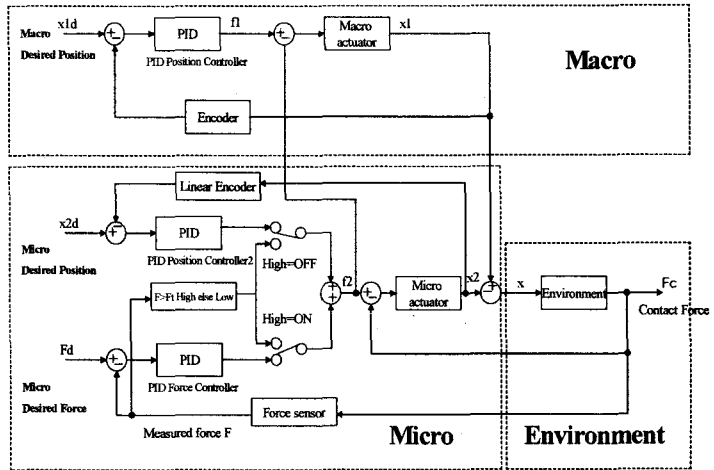 x1d
PID
f1
Macro
actuator
x1
Macro
Desired Position
PID Position Controller
Macro
Encoder
Linear Encoder
x2d
PID
Micro
Desired Position
PID Position Controller2
High=OFF
f2
Micro
actuator
x2
x
Environment
Fc
Contact Force
F>Ft High else Low
High=ON
Fd
PID
Micro
Desired Force
PID Force Controller
Force sensor
Measured force F
Micro
Environment